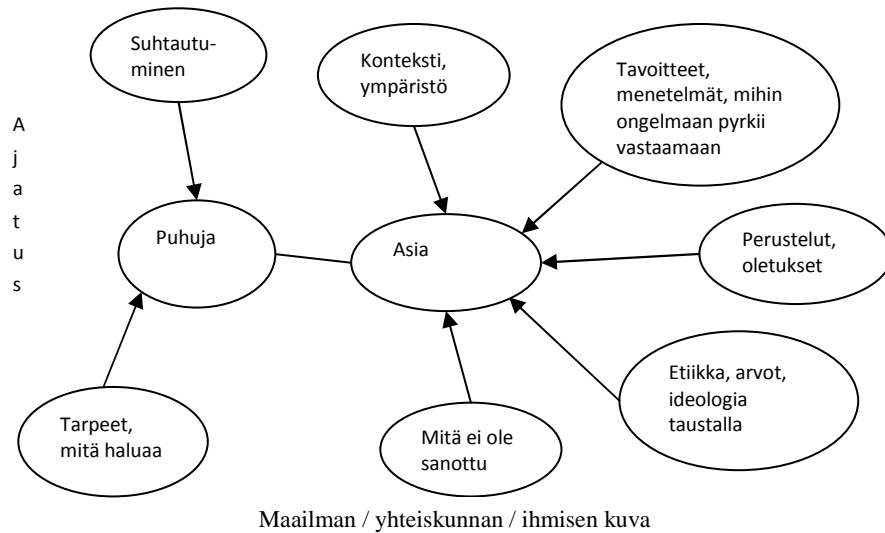 Suhtautu-
minen
Konteksti,
ympäristö
Tavoitteet,
menetelmät, mihin
ongelmaan pyrkii
vastaamaan
A
j
a
t
u
s
Puhuja
Asia
Perustelut,
oletukset
Etiikka, arvot,
ideologia
taustalla
Tarpeet,
mitä haluaa
Mitä ei ole
sanottu
Maailman / yhteiskunnan / ihmisen kuva